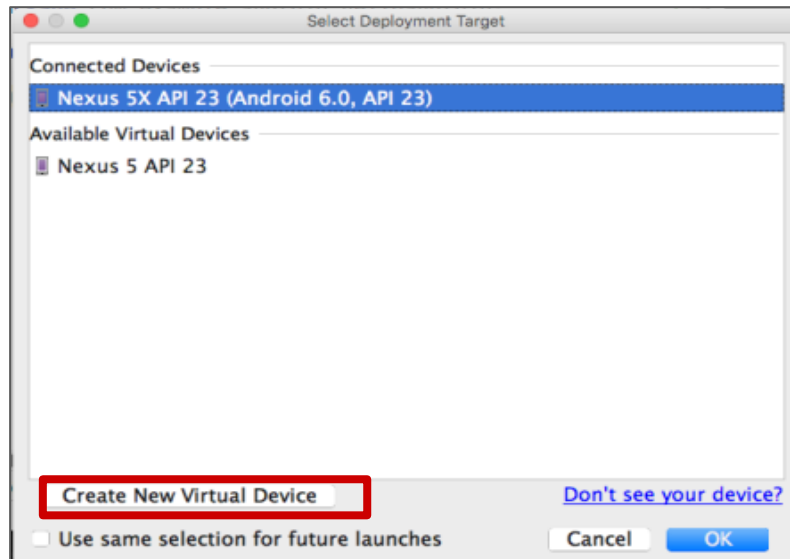 Select Deployment Target
Connected Devices
Nexus 5X API 23 (Android 6.0, API 23)
Available Virtual Devices
Nexus 5 API 23
Create New Virtual Device
Don't see your device?
Use same selection for future launches
Cancel
OK